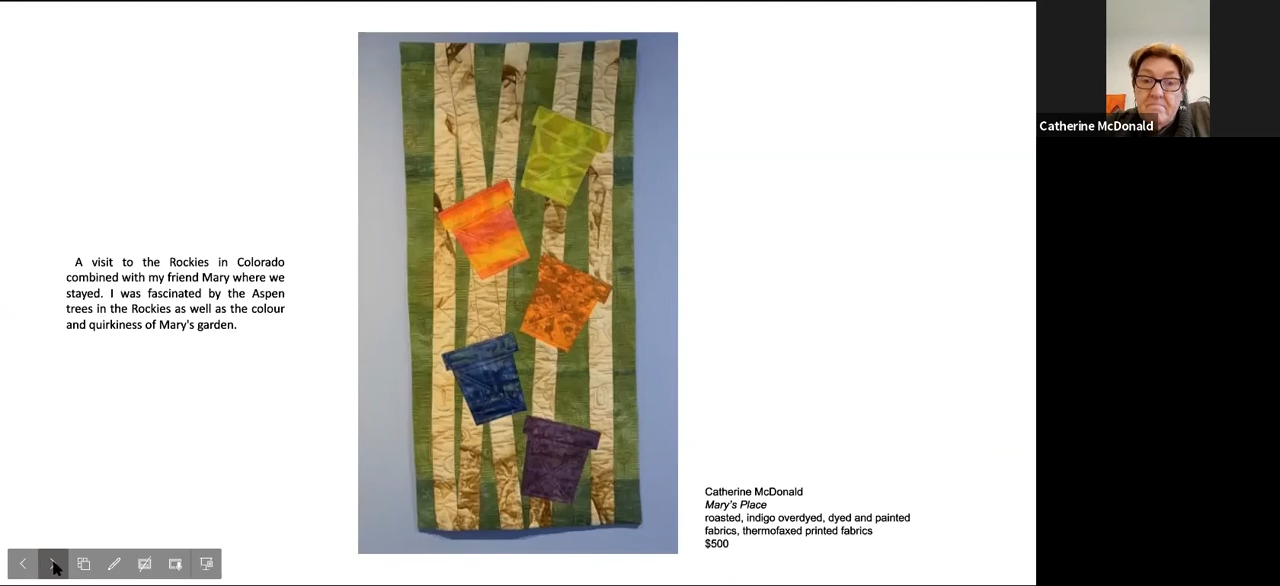 A visit to the Rockies in Colorado
combined with my friend Mary where we
stayed. I was fascinated by the Aspen
trees in the Rockies as well as the colour
and quirkiness of Mary's garden.
Catherine McDonald
Mary's Place
roasted, indigo overdyed, dyed and painted
fabrics, thermofaxed printed fabrics
$500
Catherine McDonald